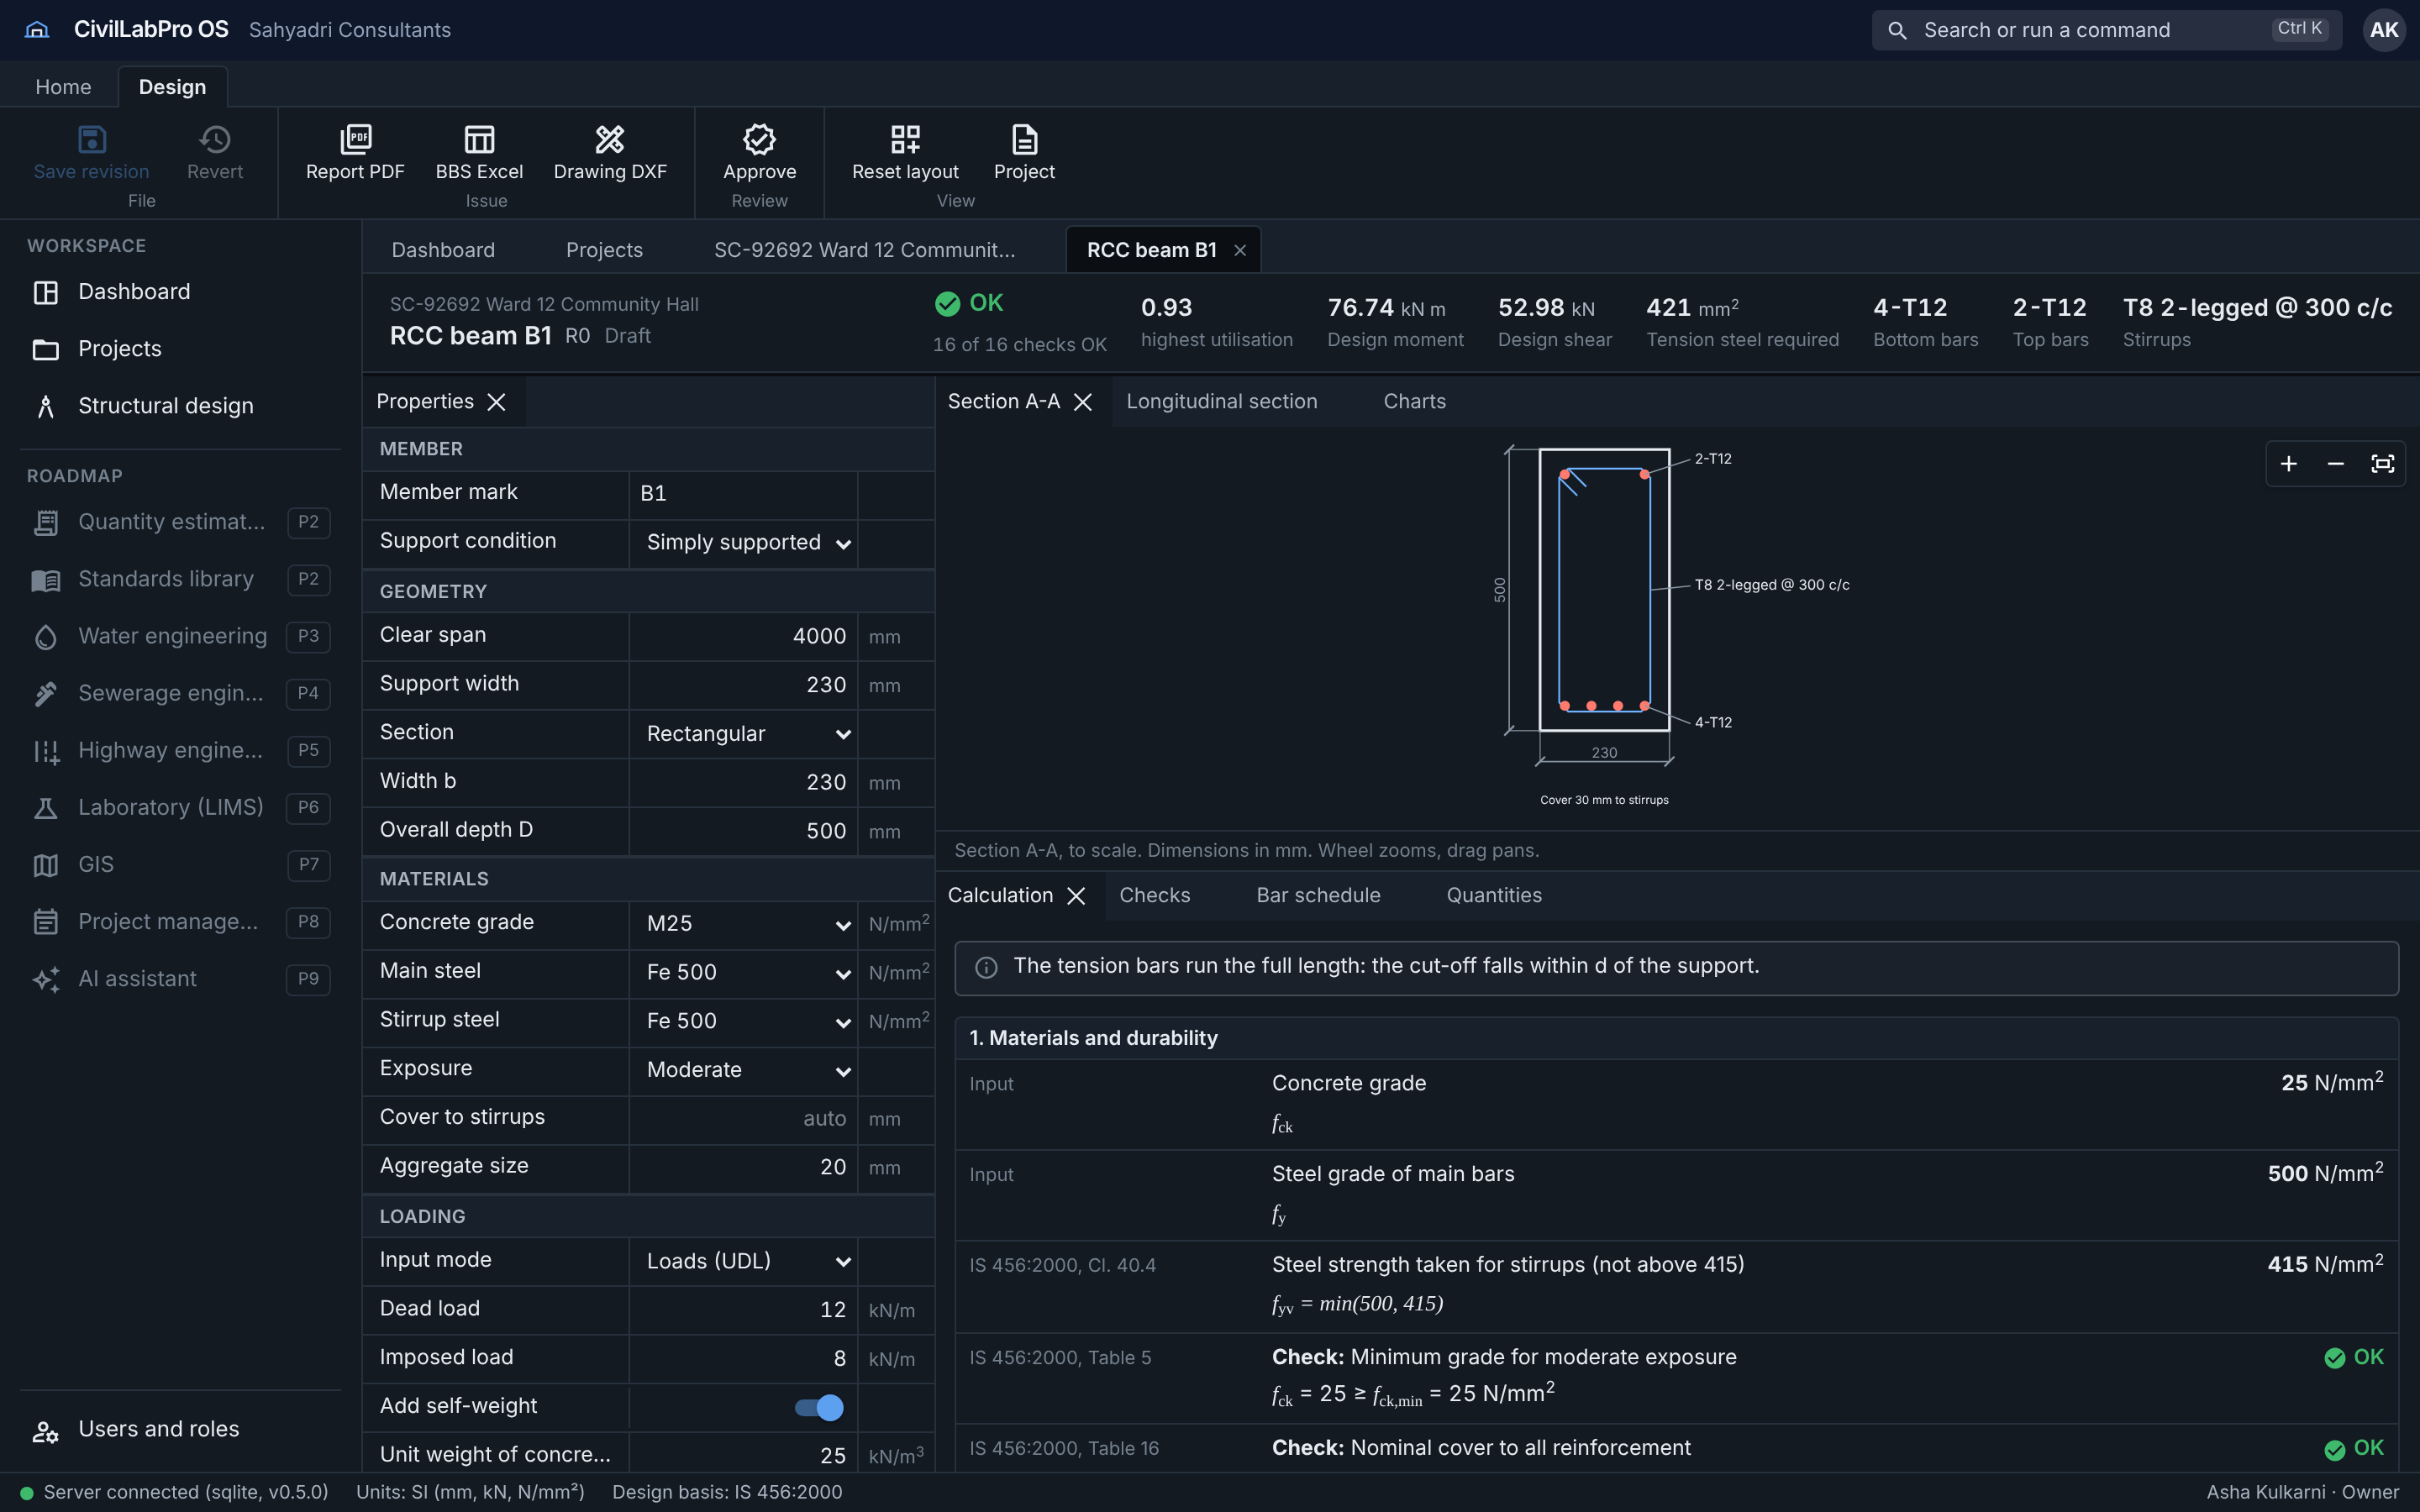 CivilLabPro OS Sahyadri Consultants Search or run a command Ctrl K AK
Home Design
Save revision Revert Report PDF BBS Excel Drawing DXF Approve Reset layout Project
File Issue Review View
WORKSPACE
Dashboard
Projects
Structural design
ROADMAP
Quantity estimat... P2
Standards library P2
Water engineering P3
Sewerage engin... P4
Highway engine... P5
Laboratory (LIMS) P6
GIS P7
Project manage... P8
AI assistant P9
Users and roles
Dashboard Projects SC-92692 Ward 12 Communit... RCC beam B1
SC-92692 Ward 12 Community Hall
RCC beam B1 R0 Draft
OK
16 of 16 checks OK
0.93
highest utilisation
76.74 kN m
Design moment
52.98 kN
Design shear
421 mm²
Tension steel required
4-T12
Bottom bars
2-T12
Top bars
T8 2-legged @ 300 c/c
Stirrups
Properties
MEMBER
Member mark B1
Support condition Simply supported
GEOMETRY
Clear span 4000 mm
Support width 230 mm
Section Rectangular
Width b 230 mm
Overall depth D 500 mm
MATERIALS
Concrete grade M25 N/mm²
Main steel Fe 500 N/mm²
Stirrup steel Fe 500 N/mm²
Exposure Moderate
Cover to stirrups auto mm
Aggregate size 20 mm
LOADING
Input mode Loads (UDL)
Dead load 12 kN/m
Imposed load 8 kN/m
Add self-weight
Unit weight of concre... 25 kN/m³
Section A-A Longitudinal section Charts
2-T12
500
T8 2-legged @ 300 c/c
4-T12
230
Cover 30 mm to stirrups
Section A-A, to scale. Dimensions in mm. Wheel zooms, drag pans.
Calculation Checks Bar schedule Quantities
The tension bars run the full length: the cut-off falls within d of the support.
1. Materials and durability
Input Concrete grade 25 N/mm²
fck
Input Steel grade of main bars 500 N/mm²
fy
IS 456:2000, Cl. 40.4 Steel strength taken for stirrups (not above 415) 415 N/mm²
fyv = min(500, 415)
IS 456:2000, Table 5 Check: Minimum grade for moderate exposure OK
fck = 25 ≥ fck,min = 25 N/mm²
IS 456:2000, Table 16 Check: Nominal cover to all reinforcement OK
Server connected (sqlite, v0.5.0) Units: SI (mm, kN, N/mm²) Design basis: IS 456:2000 Asha Kulkarni · Owner